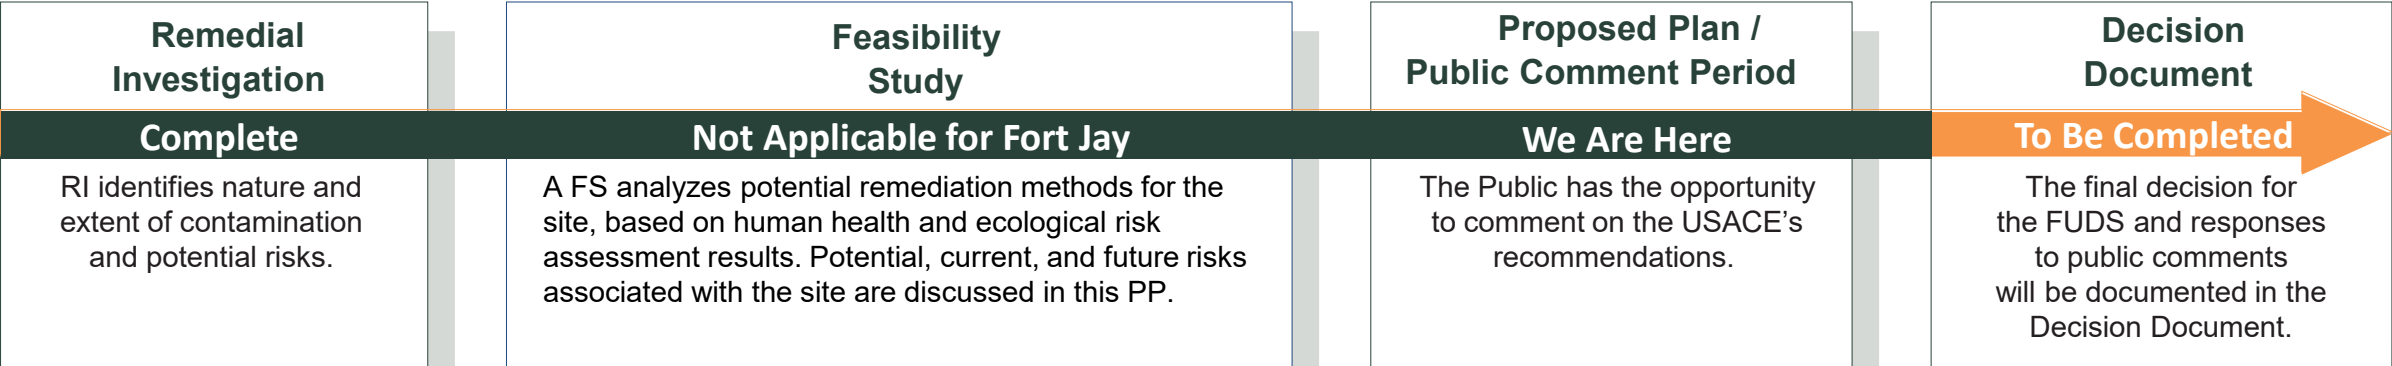 Remedial
Investigation
Complete
RI identifies nature and
extent of contamination
and potential risks.
Feasibility
Study
Not Applicable for Fort Jay
A FS analyzes potential remediation methods for the
site, based on human health and ecological risk
assessment results. Potential, current, and future risks
associated with the site are discussed in this PP.
Proposed Plan /
Public Comment Period
We Are Here
The Public has the opportunity
to comment on the USACE’s
recommendations.
Decision
Document
To Be Completed
The final decision for
the FUDS and responses
to public comments
will be documented in the
Decision Document.